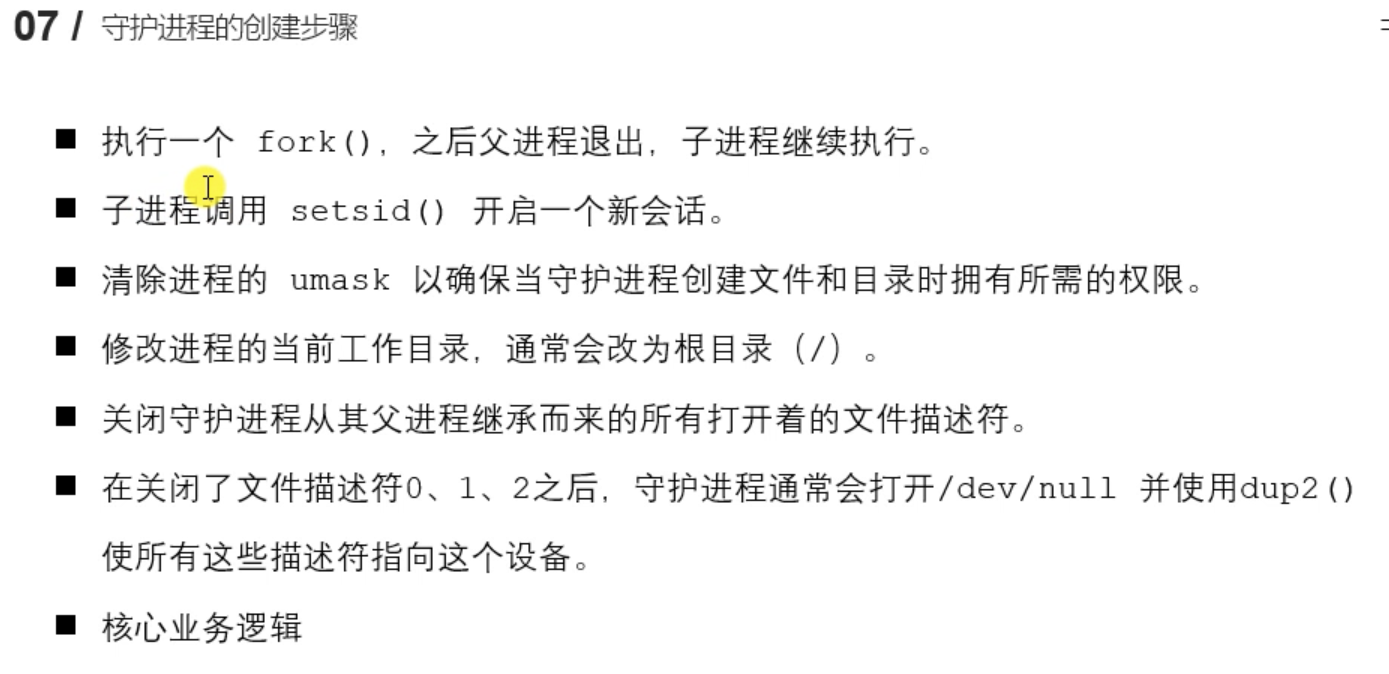 07 / 守护进程的创建步骤
■ 执行一个 fork(), 之后父进程退出, 子进程继续执行。
■ 子进程调用 setsid() 开启一个新会话。
■ 清除进程的 umask 以确保当守护进程创建文件和目录时拥有所需的权限。
■ 修改进程的当前工作目录, 通常会改为根目录 (/) 。
■ 关闭守护进程从其父进程继承而来的所有打开着的文件描述符。
■ 在关闭了文件描述符0、1、2之后, 守护进程通常会打开/dev/null 并使用dup2()
使所有这些描述符指向这个设备。
■ 核心业务逻辑